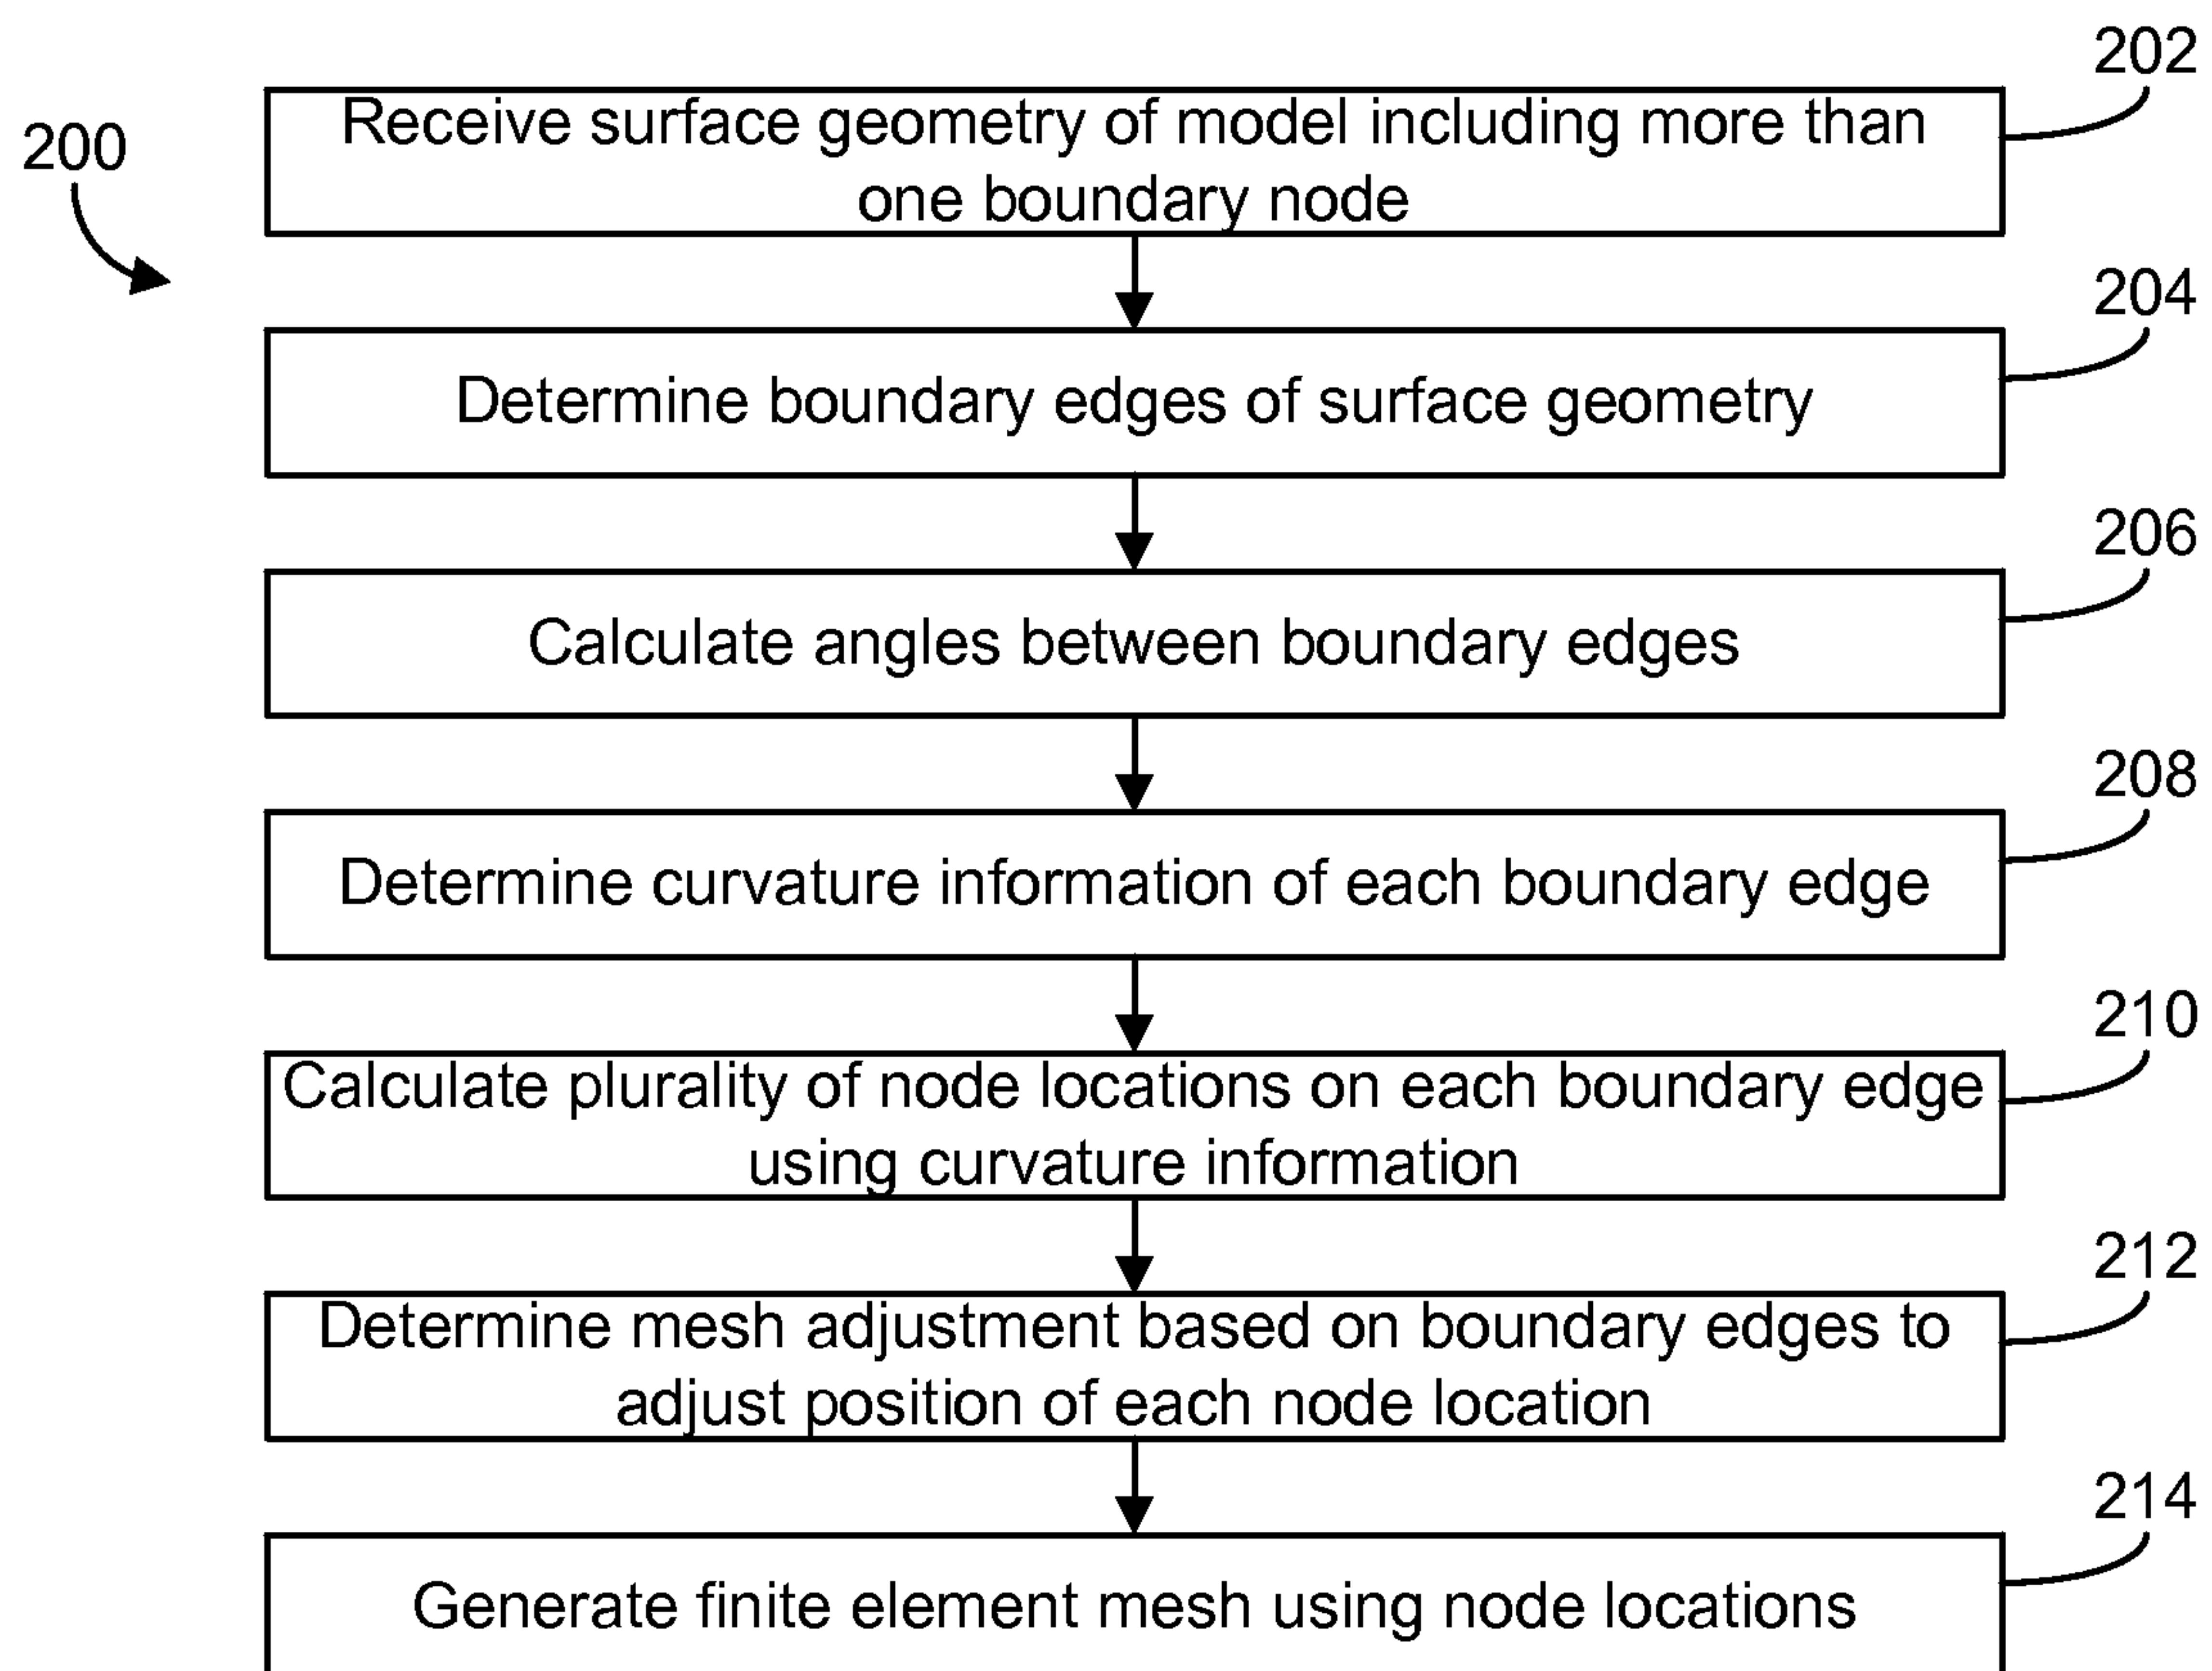 202
200
Receive surface geometry of model including more than
one boundary node
204
Determine boundary edges of surface geometry
206
Calculate angles between boundary edges
208
Determine curvature information of each boundary edge
210
Calculate plurality of node locations on each boundary edge
using curvature information
212
Determine mesh adjustment based on boundary edges to
adjust position of each node location
214
Generate finite element mesh using node locations